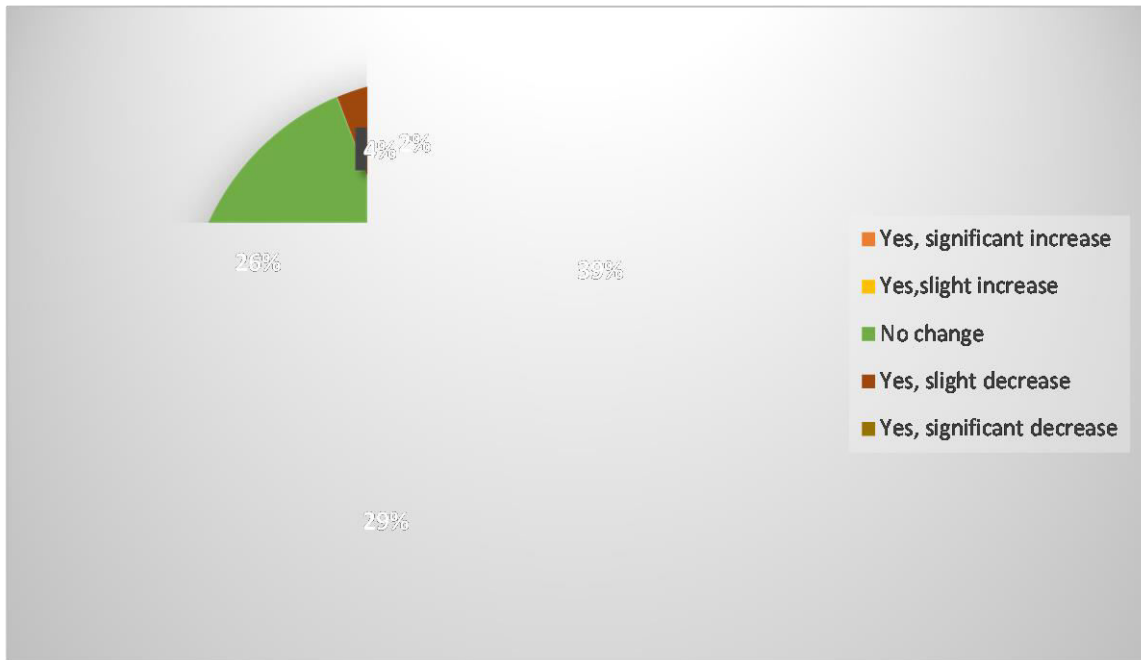 4%
2%
26%
39%
29%
Yes, significant increase
Yes,slight increase
No change
Yes, slight decrease
Yes, significant decrease